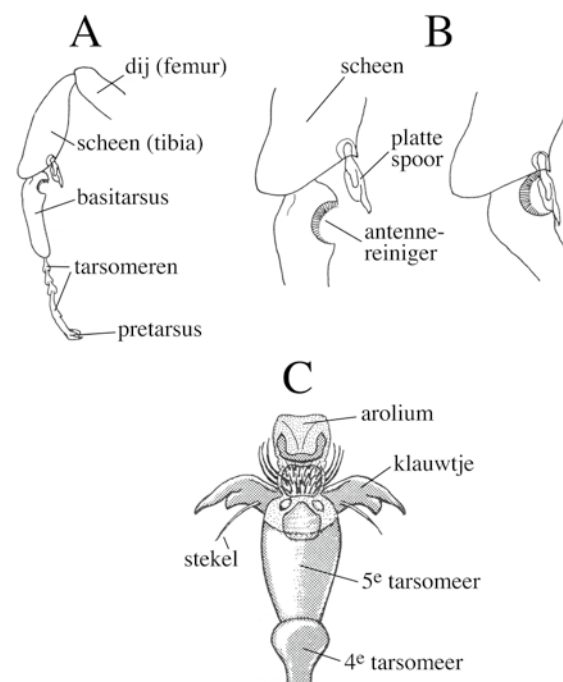 A
dij (femur)
scheen (tibia)
basitarsus
tarsomeren
pretarsus
B
scheen
platte
spoor
antenne-
reiniger
C
arolium
klauwtje
stekel
5e tarsomeer
4e tarsomeer